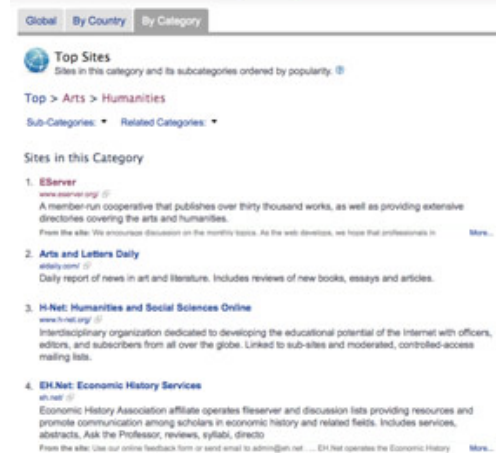 Global By Country By Category
Top Sites
Sites in this category and its subcategories ordered by popularity.
Top > Arts > Humanities
Sub-Categories: Related Categories:
Sites in this Category
1. EServer
www.eserver.org/
A member-run cooperative that publishes over thirty thousand works, as well as providing extensive
directories covering the arts and humanities.
From the site: We encourage discussion on the monthly topics. As the web develops, we hope that professionals in More...
2. Arts and Letters Daily
aldaily.com/
Daily report of news in art and literature. Includes reviews of new books, essays and articles.
3. H-Net: Humanities and Social Sciences Online
www.h-net.org/
Interdisciplinary organization dedicated to developing the educational potential of the Internet with officers,
editors, and subscribers from all over the globe. Linked to sub-sites and moderated, controlled-access
mailing lists.
4. EH.Net: Economic History Services
eh.net/
Economic History Association affiliate operates fileserver and discussion lists providing resources and
promote communication among scholars in economic history and related fields. Includes services,
abstracts, Ask the Professor, reviews, syllabi, directo
From the site: Use our online feedback form or send email to admin@eh.net ... EH.Net operates the Economic History More...